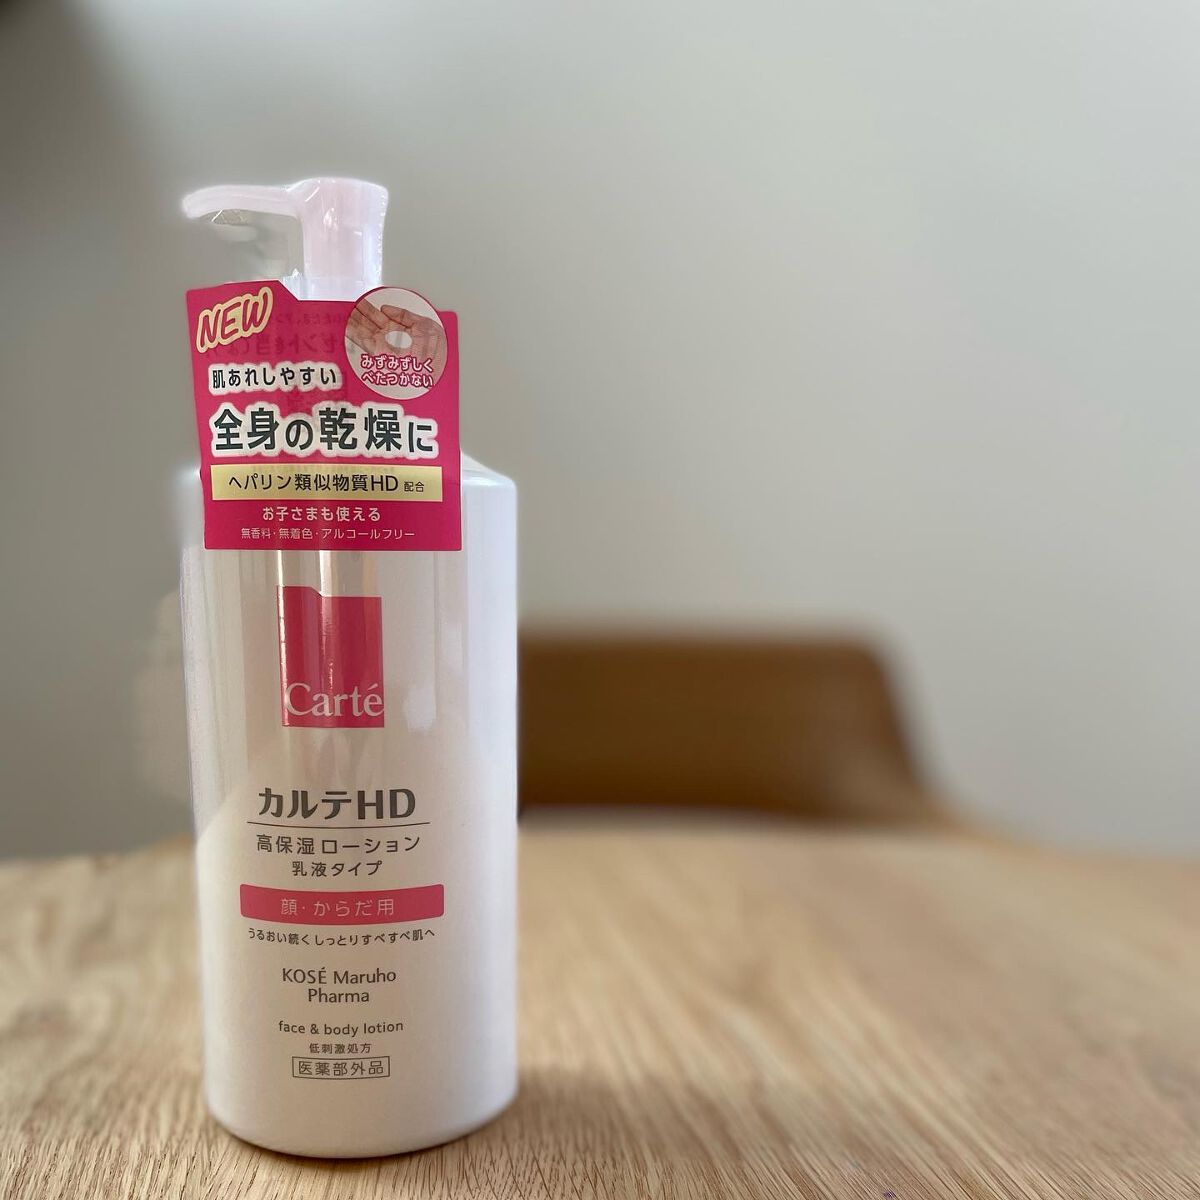 NEW
みずみずしく
べたつかない
肌あれしやすい
全身の乾燥に
ヘパリン類似物質HD 配合
お子さまも使える
無香料・無着色・アルコールフリー
Carté
カルテHD
高保湿ローション
乳液タイプ
顔・からだ用
うるおい続くしっとりすべすべ肌へ
KOSÉ Maruho
Pharma
face & body lotion
低刺激処方
医薬部外品